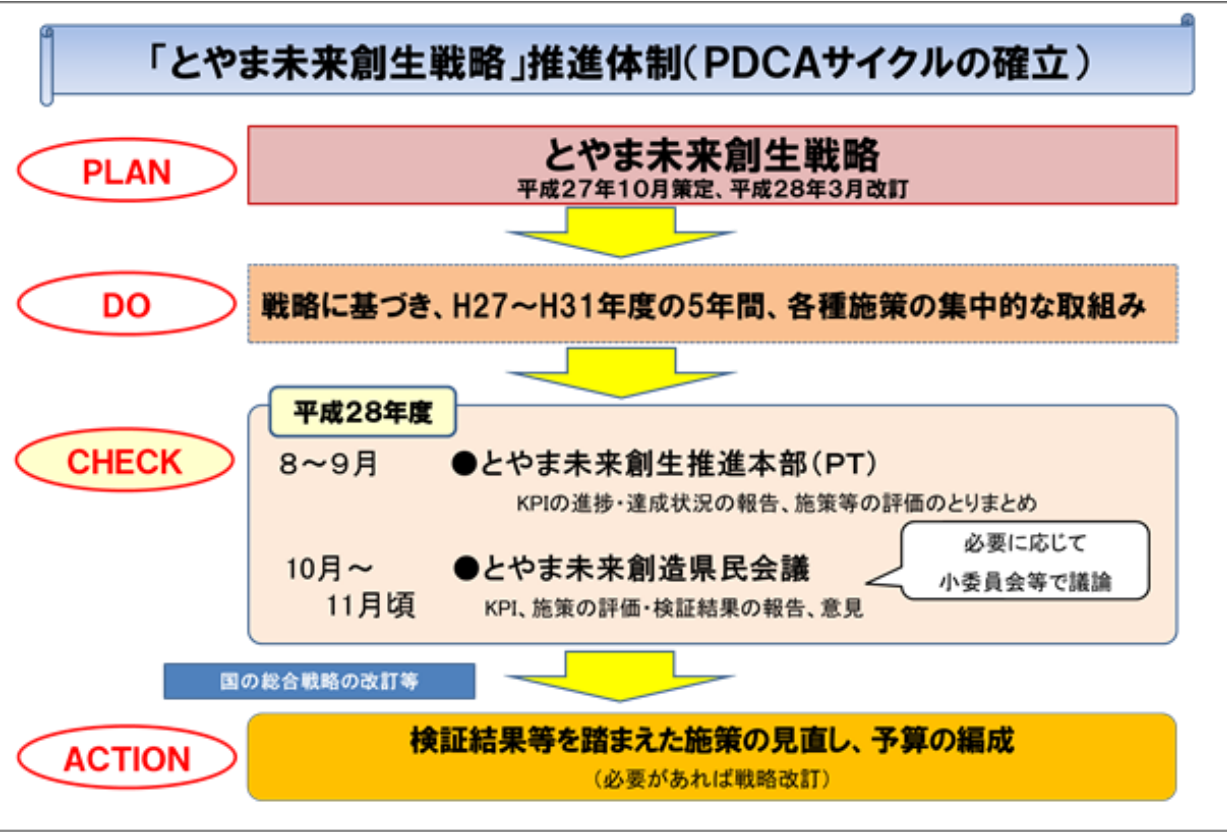 「とやま未来創生戦略」推進体制(PDCAサイクルの確立)
PLAN
とやま未来創生戦略
平成27年10月策定、平成28年3月改訂
DO
戦略に基づき、H27～H31年度の5年間、各種施策の集中的な取組み
平成28年度
CHECK
8～9月
●とやま未来創生推進本部(PT)
KPIの進捗・達成状況の報告、施策等の評価のとりまとめ
必要に応じて
小委員会等で議論
10月～
11月頃
●とやま未来創造県民会議
KPI、施策の評価・検証結果の報告、意見
国の総合戦略の改訂等
ACTION
検証結果等を踏まえた施策の見直し、予算の編成
(必要があれば戦略改訂)